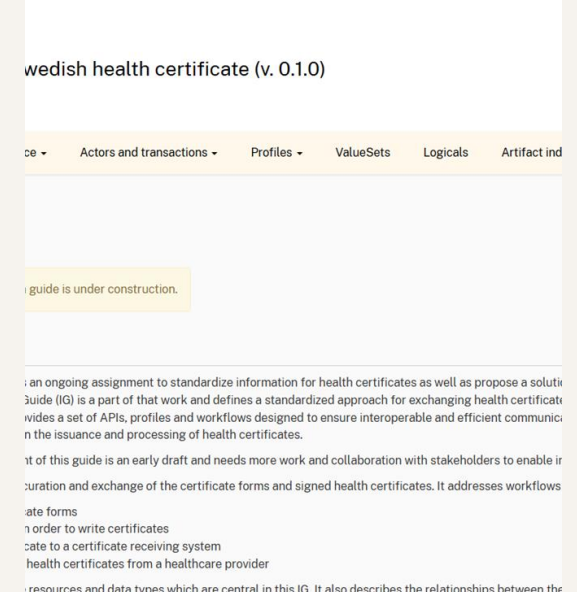 wedish health certificate (v. 0.1.0)
ce Actors and transactions Profiles ValueSets Logicals Artifact ind
guide is under construction.
an ongoing assignment to standardize information for health certificates as well as propose a soluti
Guide (IG) is a part of that work and defines a standardized approach for exchanging health certificate
vides a set of APIs, profiles and workflows designed to ensure interoperable and efficient communica
n the issuance and processing of health certificates.
nt of this guide is an early draft and needs more work and collaboration with stakeholders to enable
curation and exchange of the certificate forms and signed health certificates. It addresses workflows
ate forms
n order to write certificates
cate to a certificate receiving system
health certificates from a healthcare provider
resources and data types which are central in this IG. It also describes the relationships between the